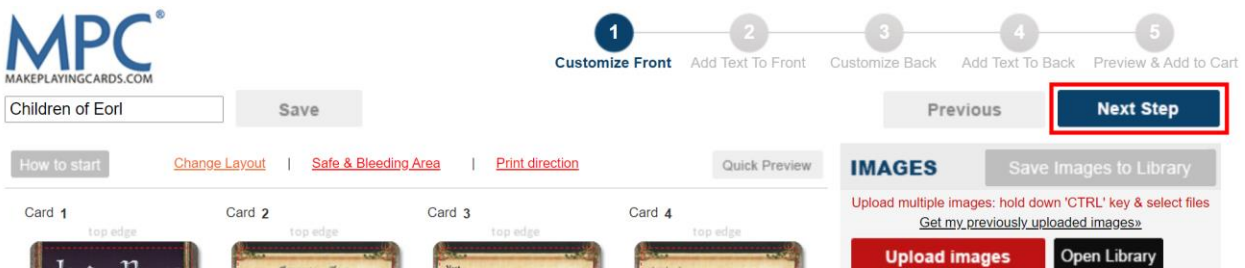 MPC®
MAKEPLAYINGCARDS.COM
1 2 3 4 5
Customize Front Add Text To Front Customize Back Add Text To Back Preview & Add to Cart
Children of Eorl Save Previous Next Step
How to start Change Layout | Safe & Bleeding Area | Print direction Quick Preview IMAGES Save Images to Library
Upload multiple images: hold down 'CTRL' key & select files
Get my previously uploaded images»
Upload images Open Library
Card 1 Card 2 Card 3 Card 4
top edge top edge top edge top edge